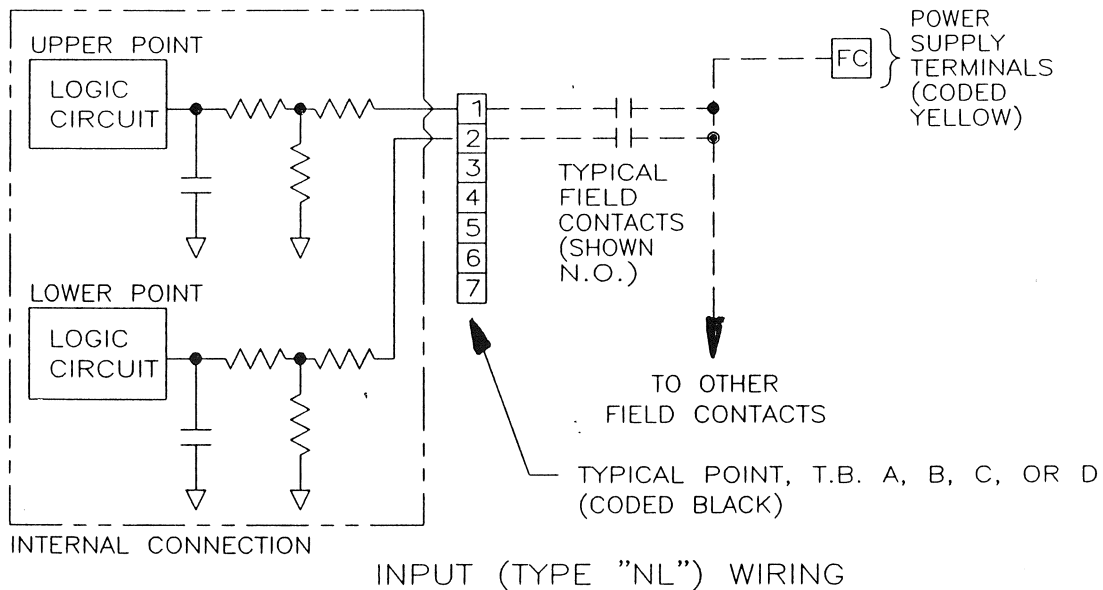 UPPER POINT
LOGIC
CIRCUIT
LOWER POINT
LOGIC
CIRCUIT
INTERNAL CONNECTION
1
2
3
4
5
6
7
TYPICAL
FIELD
CONTACTS
(SHOWN
N.O.)
FC
POWER
SUPPLY
TERMINALS
(CODED
YELLOW)
TO OTHER
FIELD CONTACTS
TYPICAL POINT, T.B. A, B, C, OR D
(CODED BLACK)
INPUT (TYPE "NL") WIRING